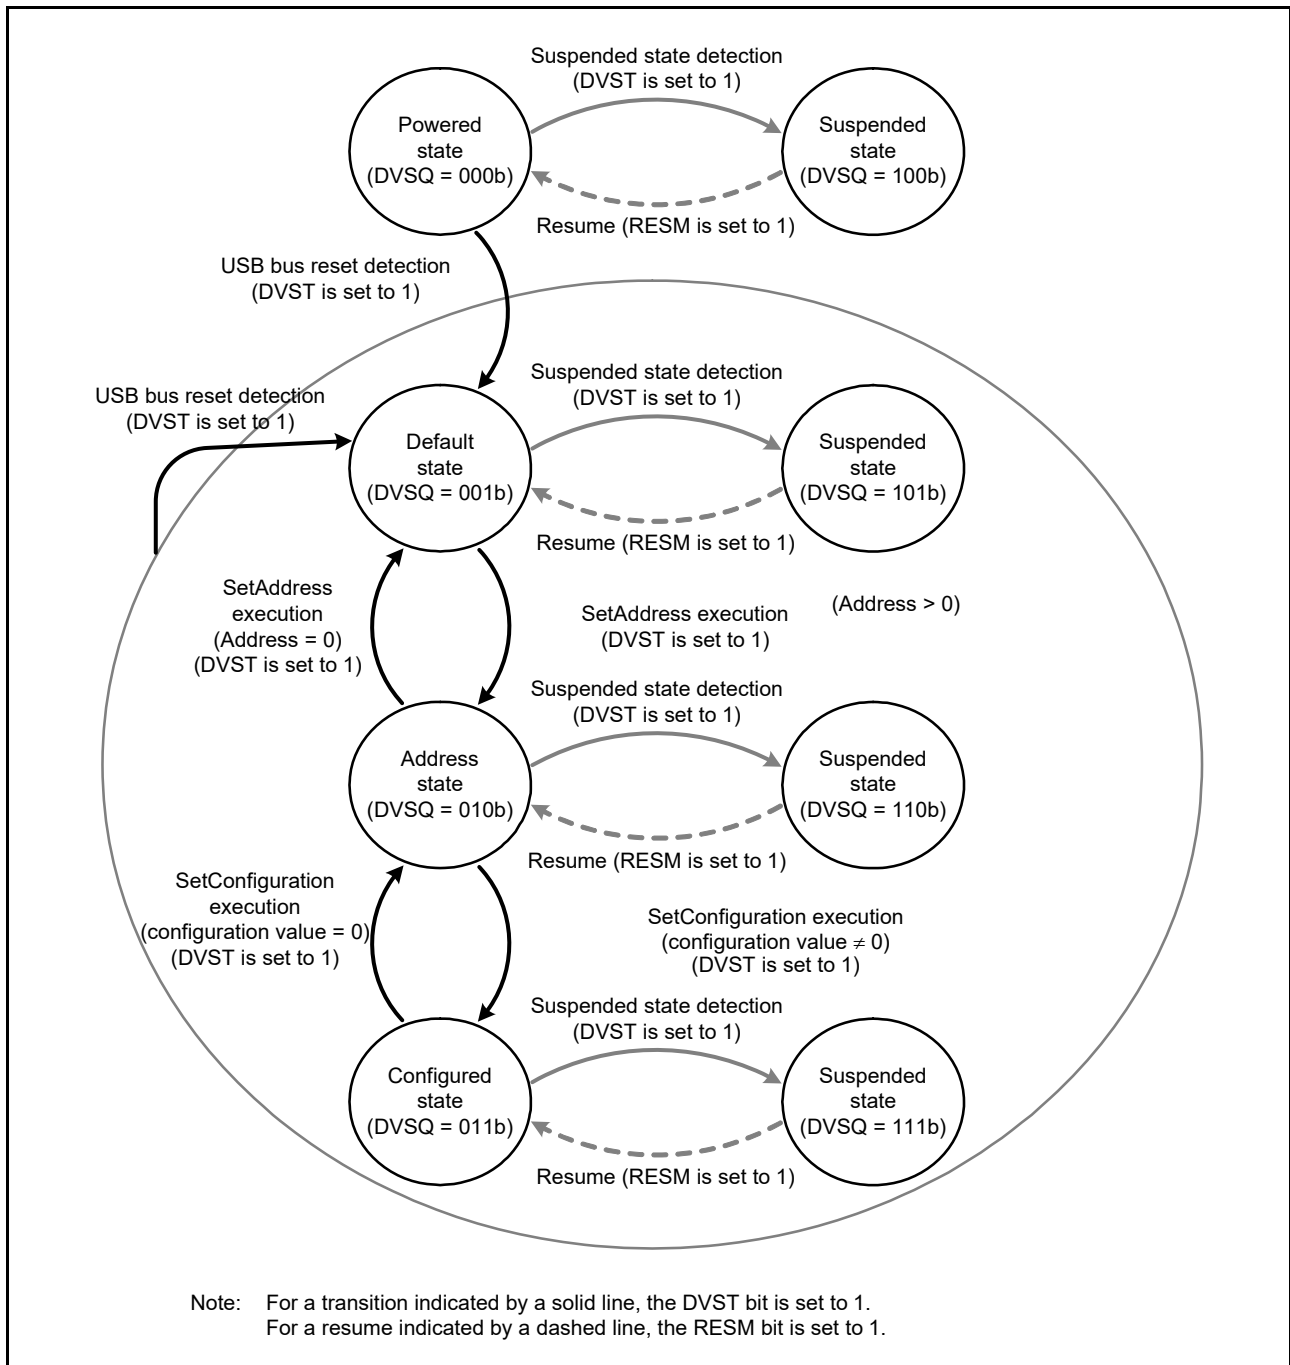 Suspended state detection
(DVST is set to 1)
Powered
state
(DVSQ = 000b)
Suspended
state
(DVSQ = 100b)
Resume (RESM is set to 1)
USB bus reset detection
(DVST is set to 1)
USB bus reset detection
(DVST is set to 1)
Suspended state detection
(DVST is set to 1)
Default
state
(DVSQ = 001b)
Suspended
state
(DVSQ = 101b)
Resume (RESM is set to 1)
SetAddress
execution
(Address = 0)
(DVST is set to 1)
SetAddress execution
(DVST is set to 1)
(Address > 0)
Suspended state detection
(DVST is set to 1)
Address
state
(DVSQ = 010b)
Suspended
state
(DVSQ = 110b)
Resume (RESM is set to 1)
SetConfiguration
execution
(configuration value = 0)
(DVST is set to 1)
SetConfiguration execution
(configuration value ≠ 0)
(DVST is set to 1)
Suspended state detection
(DVST is set to 1)
Configured
state
(DVSQ = 011b)
Suspended
state
(DVSQ = 111b)
Resume (RESM is set to 1)
Note: For a transition indicated by a solid line, the DVST bit is set to 1.
For a resume indicated by a dashed line, the RESM bit is set to 1.